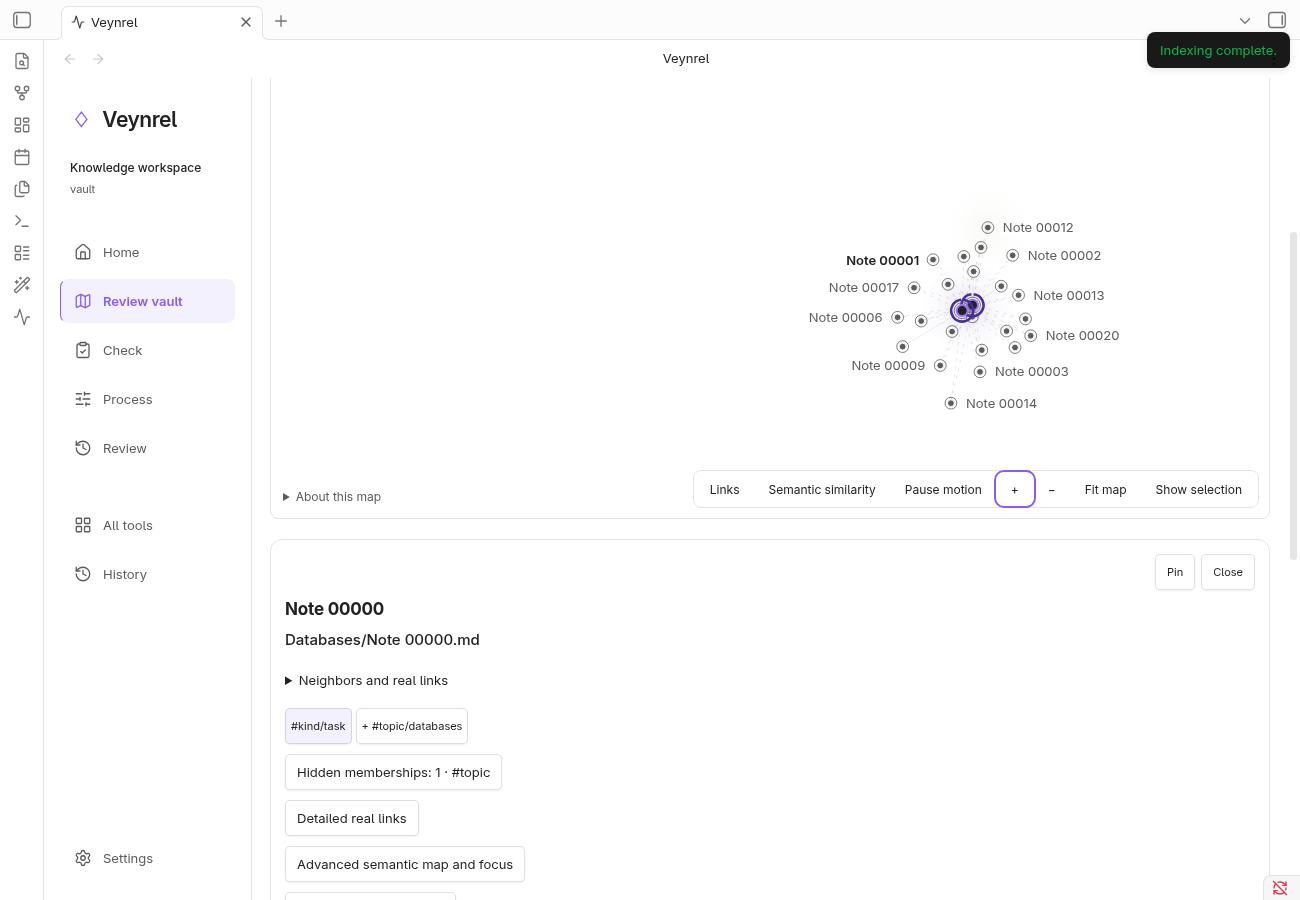 Veynrel
Veynrel
Indexing complete.
Veynrel
Knowledge workspace
vault
Home
Review vault
Check
Process
Review
All tools
History
Settings
Note 00012
Note 00001
Note 00002
Note 00017
Note 00013
Note 00006
Note 00020
Note 00009
Note 00003
Note 00014
About this map
Links Semantic similarity Pause motion + − Fit map Show selection
Pin Close
Note 00000
Databases/Note 00000.md
Neighbors and real links
#kind/task + #topic/databases
Hidden memberships: 1 · #topic
Detailed real links
Advanced semantic map and focus